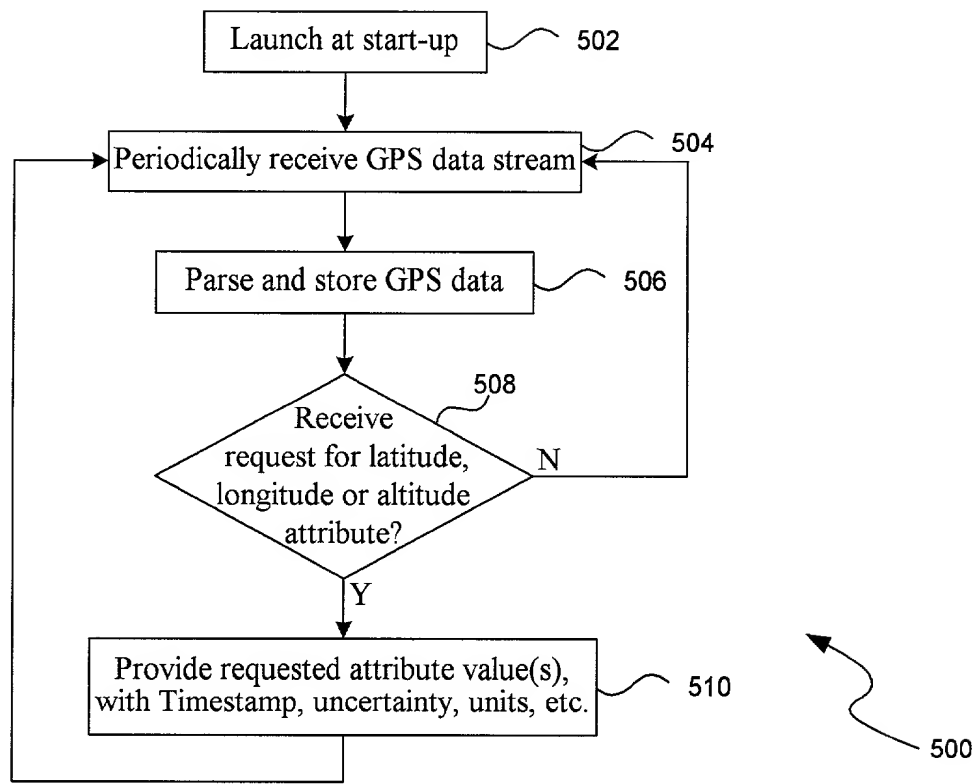 Launch at start-up
502
Periodically receive GPS data stream
504
Parse and store GPS data
506
508
Receive
request for latitude,
longitude or altitude
attribute?
N
Y
Provide requested attribute value(s),
with Timestamp, uncertainty, units, etc.
510
500